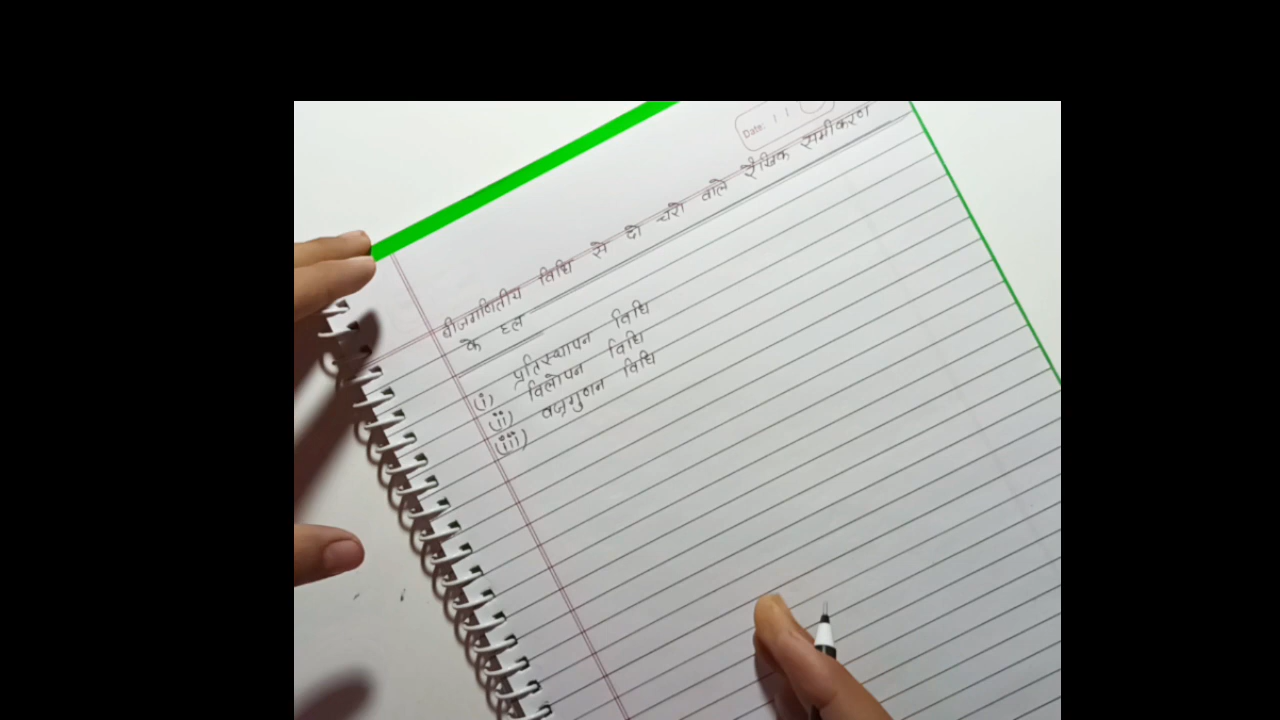 Date: / /
बीजगणितीय विधि से दो चरो वाले रैखिक समीकरण
के हल
(i) प्रतिस्थापन विधि
(ii) विलोपन विधि
(iii) वज्रगुणन विधि